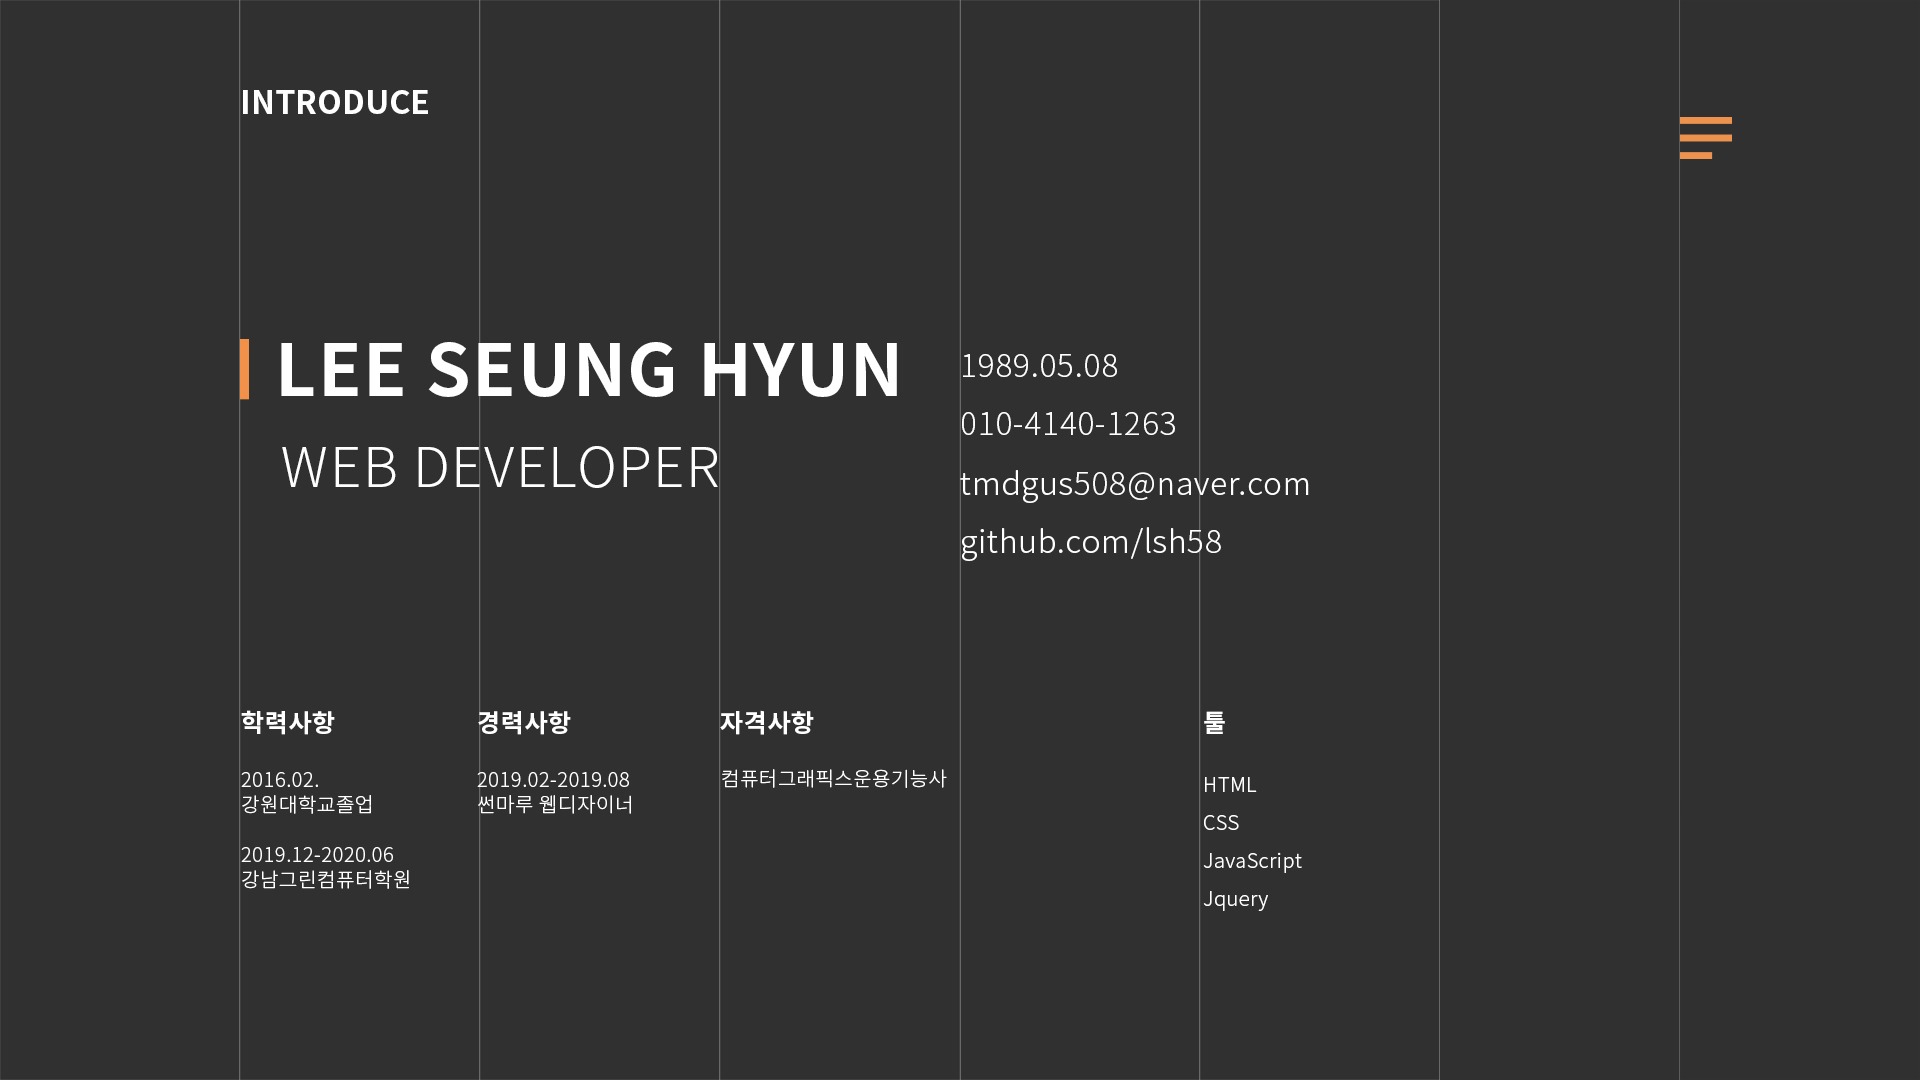 INTRODUCE
LEE SEUNG HYUN
WEB DEVELOPER
1989.05.08
010-4140-1263
tmdgus508@naver.com
github.com/lsh58
학력사항
2016.02.
강원대학교졸업
2019.12-2020.06
강남그린컴퓨터학원
경력사항
2019.02-2019.08
썬마루 웹디자이너
자격사항
컴퓨터그래픽스운용기능사
툴
HTML
CSS
JavaScript
Jquery